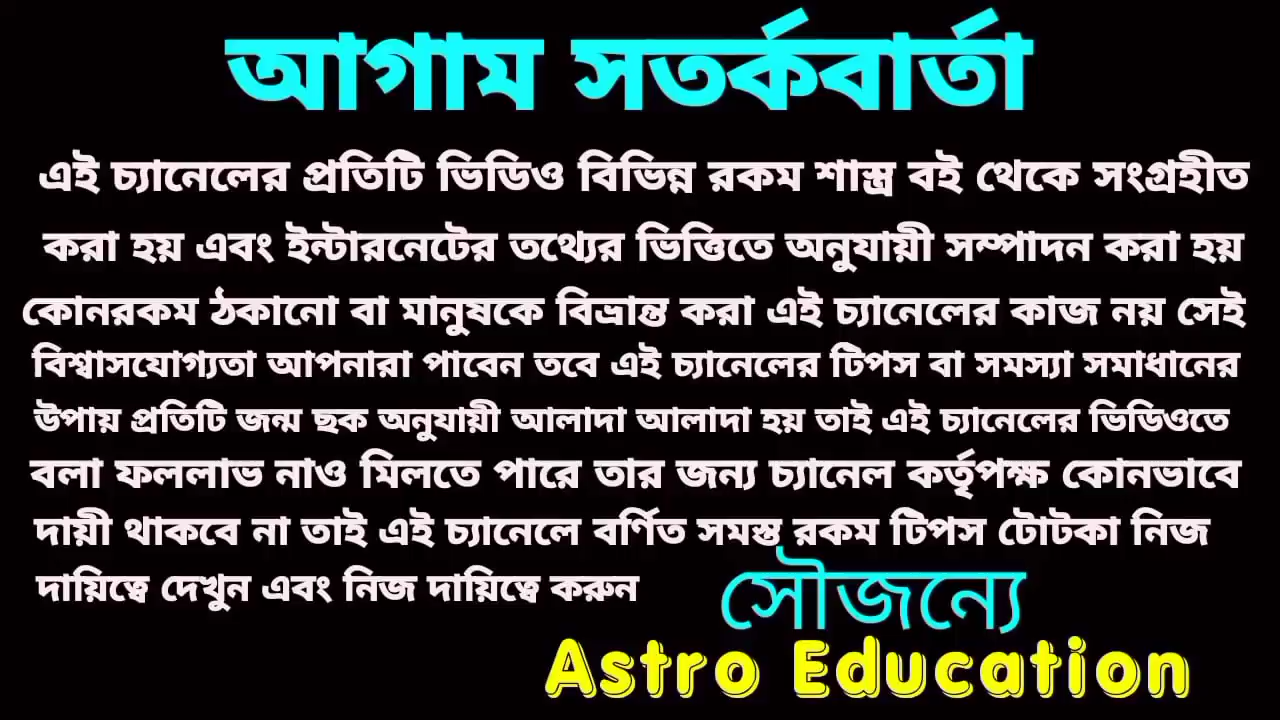 আগাম সতর্কবার্তা
এই চ্যানেলের প্রতিটি ভিডিও বিভিন্ন রকম শাস্ত্র বই থেকে সংগ্রহীত
করা হয় এবং ইন্টারনেটের তথ্যের ভিত্তিতে অনুযায়ী সম্পাদন করা হয়
কোনরকম ঠকানো বা মানুষকে বিভ্রান্ত করা এই চ্যানেলের কাজ নয় সেই
বিশ্বাসযোগ্যতা আপনারা পাবেন তবে এই চ্যানেলের টিপস বা সমস্যা সমাধানের
উপায় প্রতিটি জন্ম ছক অনুযায়ী আলাদা আলাদা হয় তাই এই চ্যানেলের ভিডিওতে
বলা ফললাভ নাও মিলতে পারে তার জন্য চ্যানেল কর্তৃপক্ষ কোনভাবে
দায়ী থাকবে না তাই এই চ্যানেলে বর্ণিত সমস্ত রকম টিপস টোটকা নিজ
দায়িত্বে দেখুন এবং নিজ দায়িত্বে করুন
সৌজন্যে
Astro Education